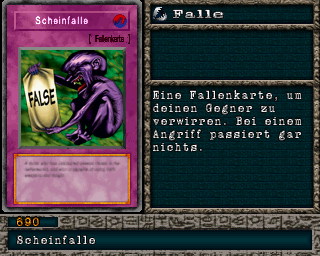 Scheinfalle
[ Fallenkarte ]
FALSE
Falle
Eine Fallenkarte, um
deinen Gegner zu
verwirren. Bei einem
Angriff passiert gar
nichts.
690
Scheinfalle